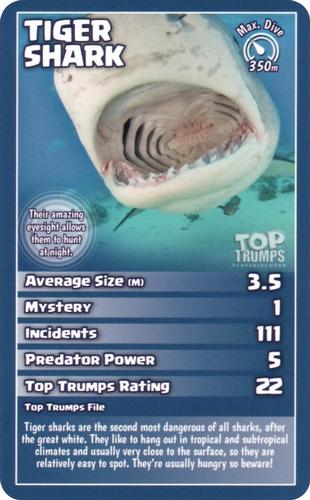 TIGER
SHARK
Max. Dive
350m
Their amazing
eyesight allows
them to hunt
at night.
TOP
TRUMPS
Average Size (M) 3.5
Mystery 1
Incidents 111
Predator Power 5
Top Trumps Rating 22
Top Trumps File
Tiger sharks are the second most dangerous of all sharks, after
the great white. They like to hang out in tropical and subtropical
climates and usually very close to the surface, so they are
relatively easy to spot. They're usually hungry so beware!